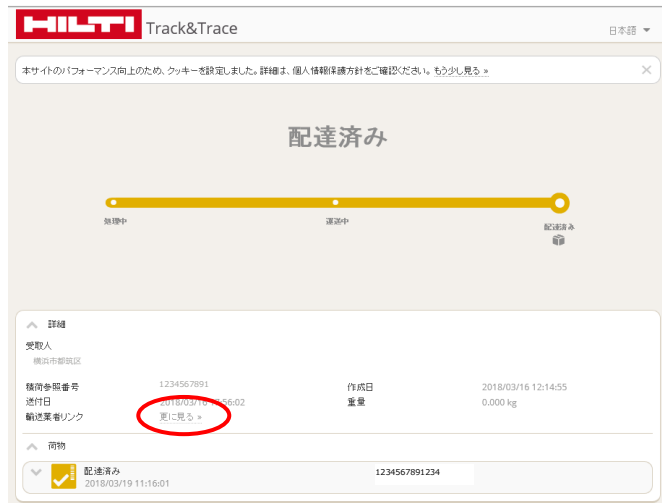 HILTI Track&Trace
日本語
本サイトのパフォーマンス向上のため、クッキーを設定しました。詳細は、個人情報保護方針をご確認ください。もう少し見る »
配達済み
処理中 運送中 配達済み
詳細
受取人
横浜市都筑区
積荷参照番号 1234567891 作成日 2018/03/16 12:14:55
送付日 2018/03/16 :56:02 重量 0.000 kg
輸送業者リンク 更に見る »
荷物
配達済み 1234567891234
2018/03/19 11:16:01